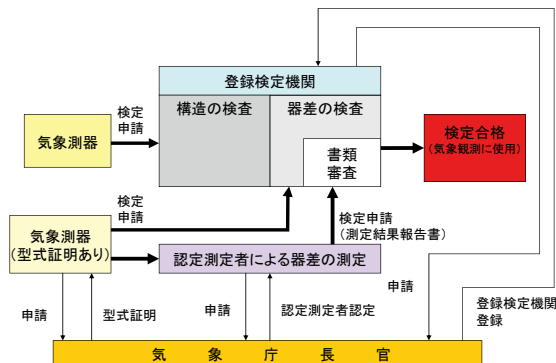 登録検定機関
構造の検査
器差の検査
検定
申請
気象測器
書類
審査
検定合格
(気象観測に使用)
検定
申請
気象測器
(型式証明あり)
検定申請
(測定結果報告書)
認定測定者による器差の測定
申請
申請
型式証明
申請
認定測定者認定
登録検定機関
登録
気象庁長官